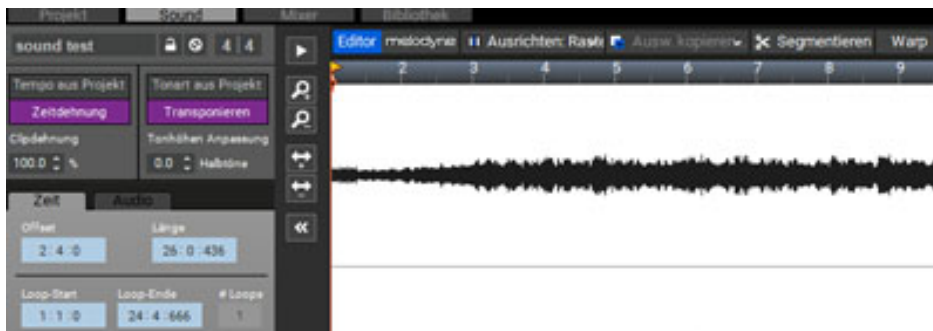 Projekt Sound Mixer Bibliothek
sound test 4 4 Editor melodyne Ausrichten: Raste Ausw. kopieren Segmentieren Warp
2 3 4 5 6 7 8 9
Tempo aus Projekt Tonart aus Projekt
Zeitdehnung Transponieren
Clipdehnung Tonhöhen Anpassung
100.0 % 0.0 Halbtöne
Zeit Audio
Offset Länge
2:4:0 26:0:436
Loop-Start Loop-Ende # Loops
1:1:0 24:4:666 1